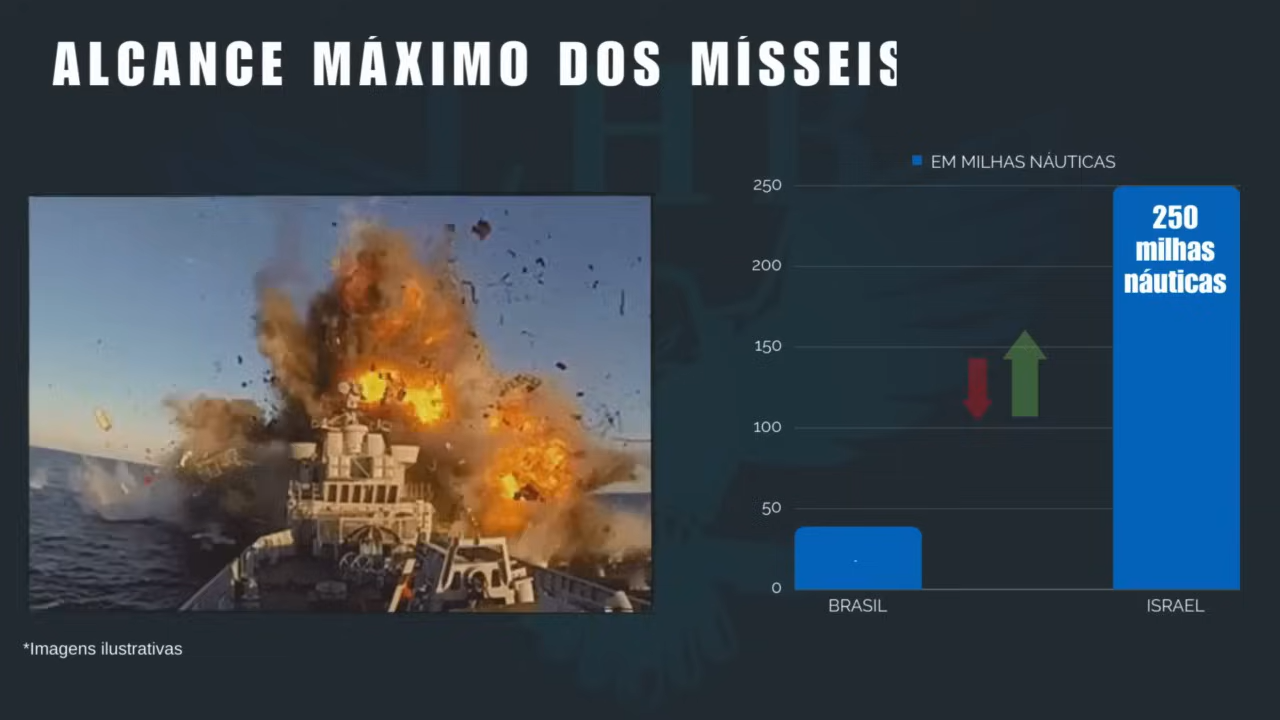 ALCANCE MÁXIMO DOS MÍSSEIS
EM MILHAS NÁUTICAS
250
200
150
100
50
0
250
milhas
náuticas
BRASIL
ISRAEL
*Imagens ilustrativas